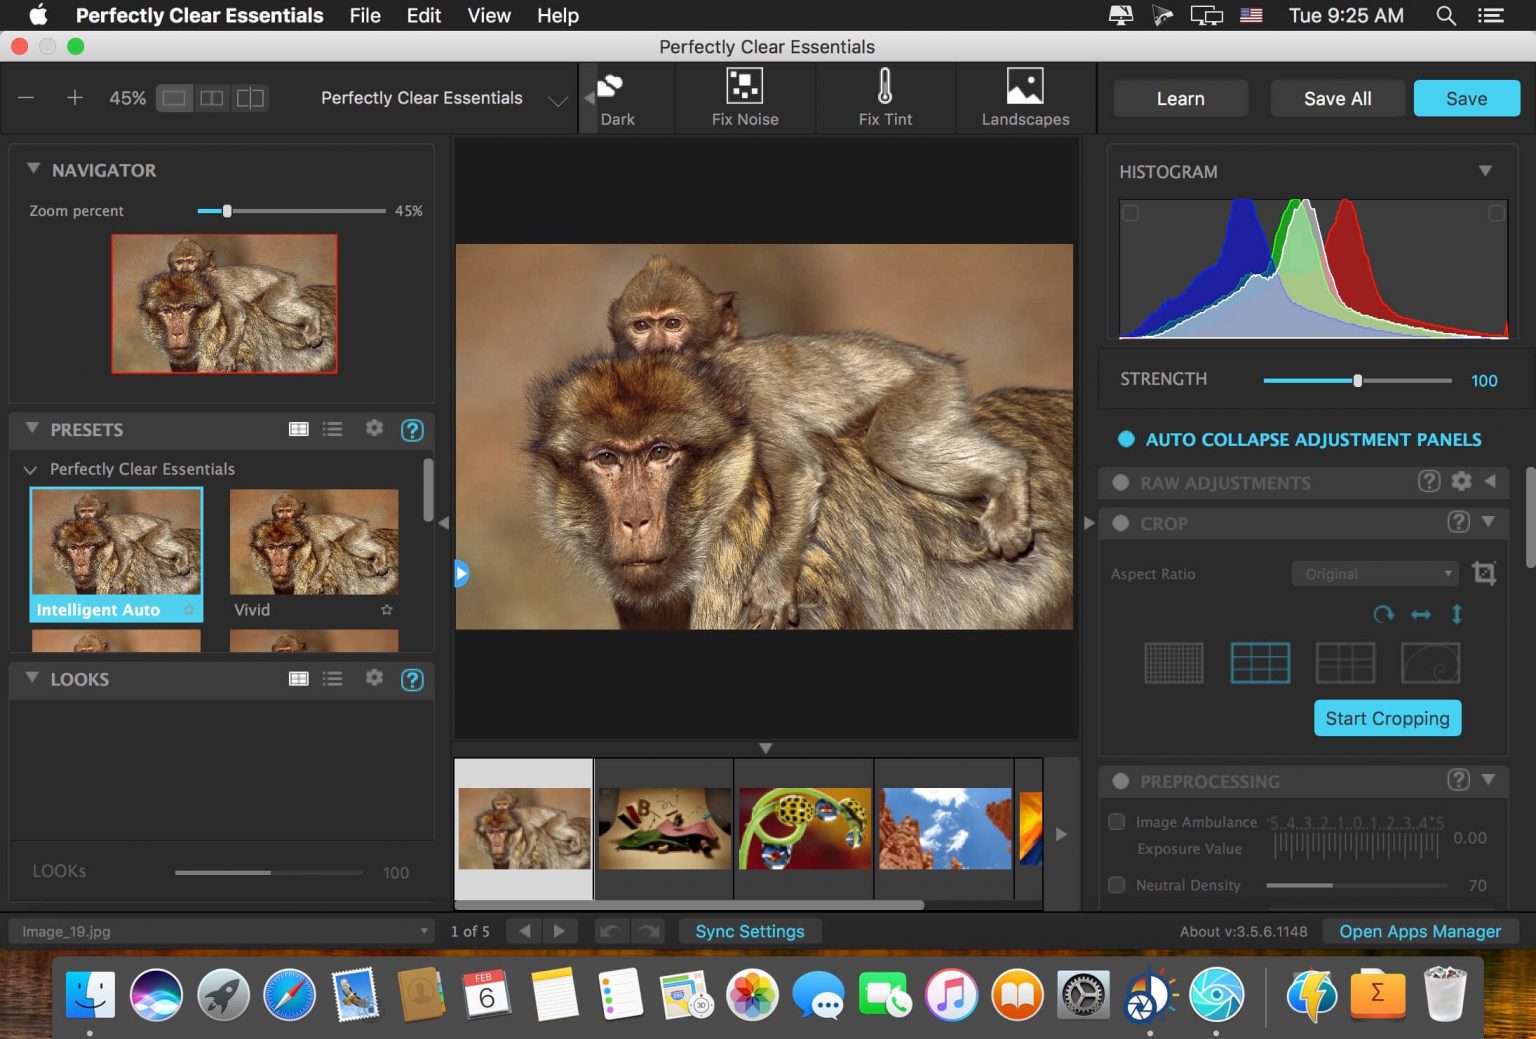 Perfectly Clear Essentials File Edit View Help Tue 9:25 AM
Perfectly Clear Essentials
45% Perfectly Clear Essentials Dark Fix Noise Fix Tint Landscapes Learn Save All Save
NAVIGATOR
Zoom percent 45%
PRESETS ?
Perfectly Clear Essentials
Intelligent Auto Vivid
LOOKS ?
LOOKs 100
HISTOGRAM
STRENGTH 100
AUTO COLLAPSE ADJUSTMENT PANELS
RAW ADJUSTMENTS ?
CROP ?
Aspect Ratio Original
Start Cropping
PREPROCESSING ?
Image Ambulance -5..4..3..2..1..0..1..2..3..4..5
Exposure Value 0.00
Neutral Density 70
Image_19.jpg 1 of 5 Sync Settings About v:3.5.6.1148 Open Apps Manager
FEB
6